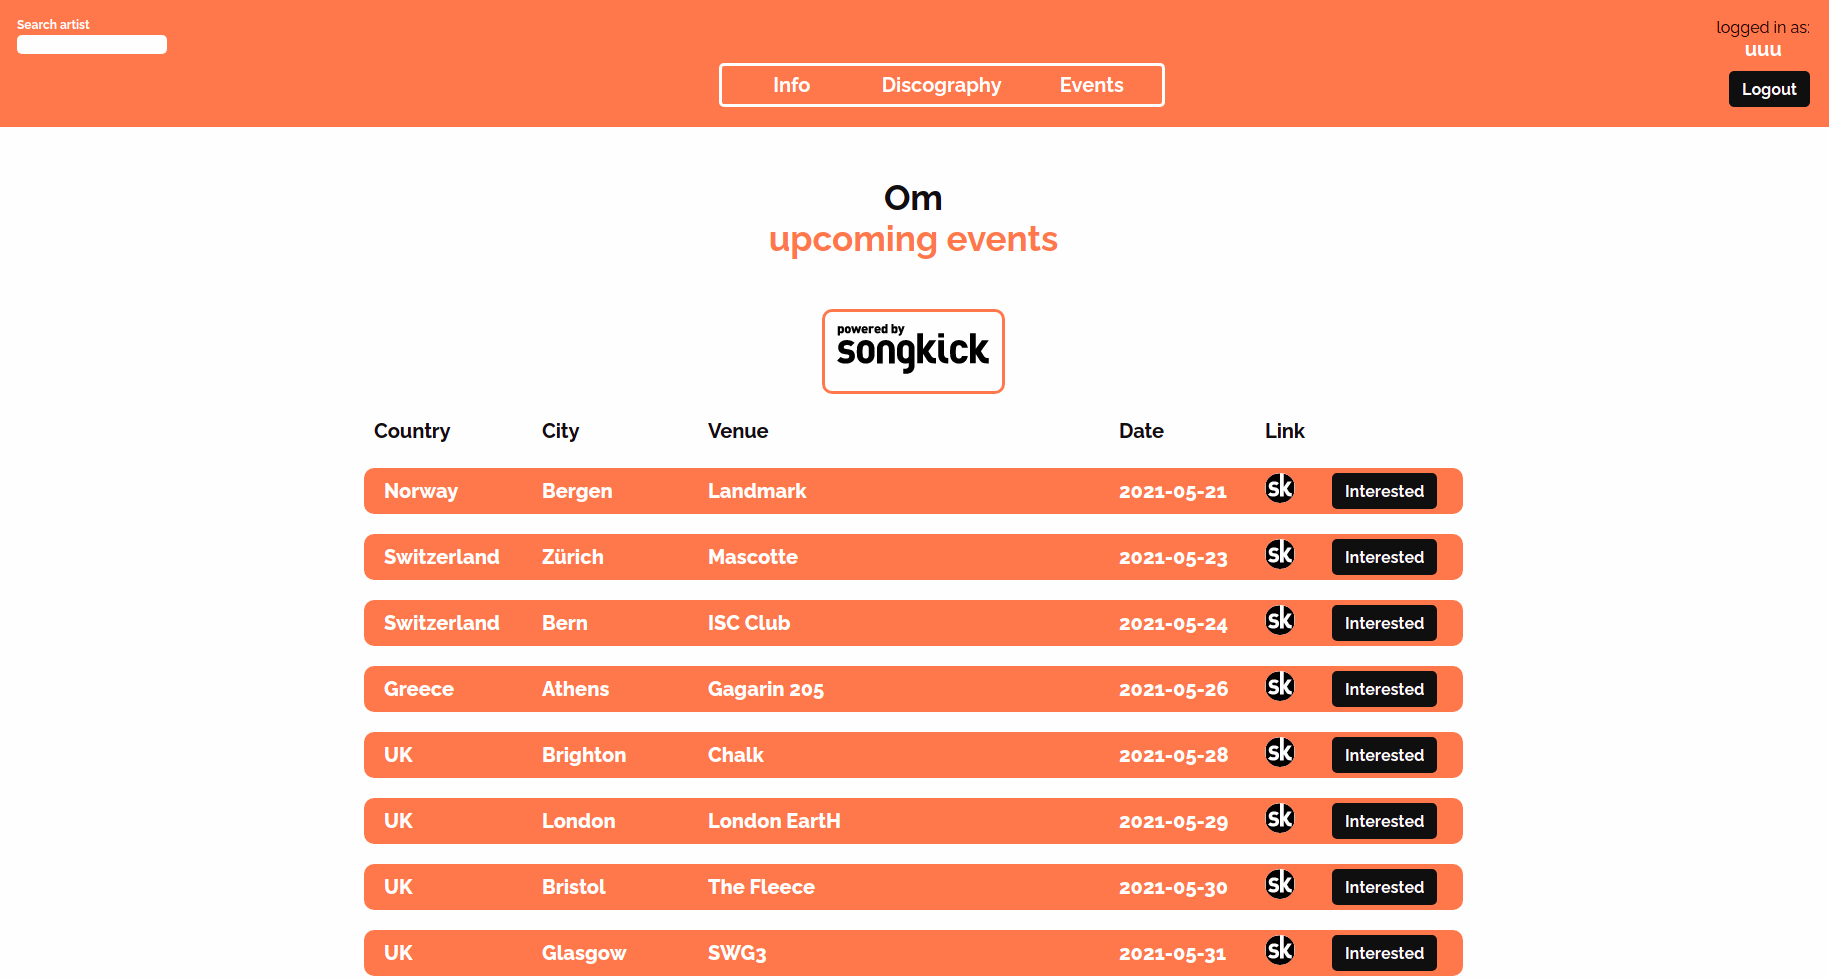 Search artist
logged in as:
uuu
Info Discography Events
Logout
Om
upcoming events
powered by
songkick
Country City Venue Date Link
Norway Bergen Landmark 2021-05-21 sk Interested
Switzerland Zürich Mascotte 2021-05-23 sk Interested
Switzerland Bern ISC Club 2021-05-24 sk Interested
Greece Athens Gagarin 205 2021-05-26 sk Interested
UK Brighton Chalk 2021-05-28 sk Interested
UK London London EartH 2021-05-29 sk Interested
UK Bristol The Fleece 2021-05-30 sk Interested
UK Glasgow SWG3 2021-05-31 sk Interested